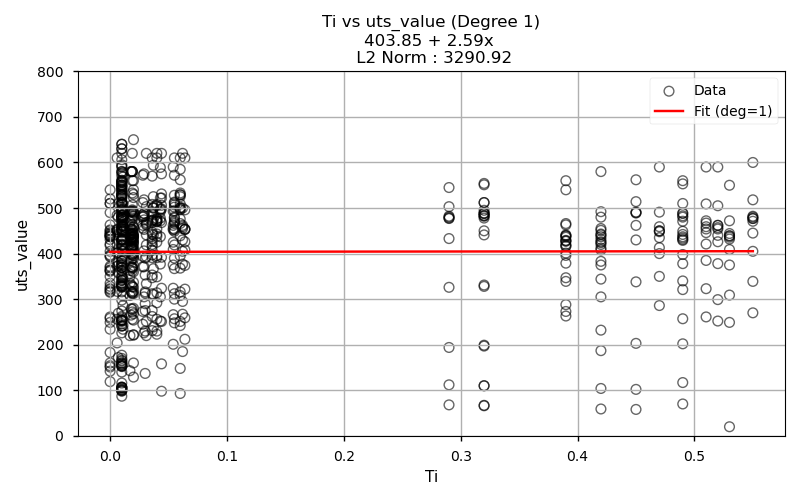 Ti vs uts_value (Degree 1)
403.85 + 2.59x
L2 Norm : 3290.92
Data
Fit (deg=1)
800
700
600
500
400
300
200
100
0
uts_value
0.0 0.1 0.2 0.3 0.4 0.5
Ti